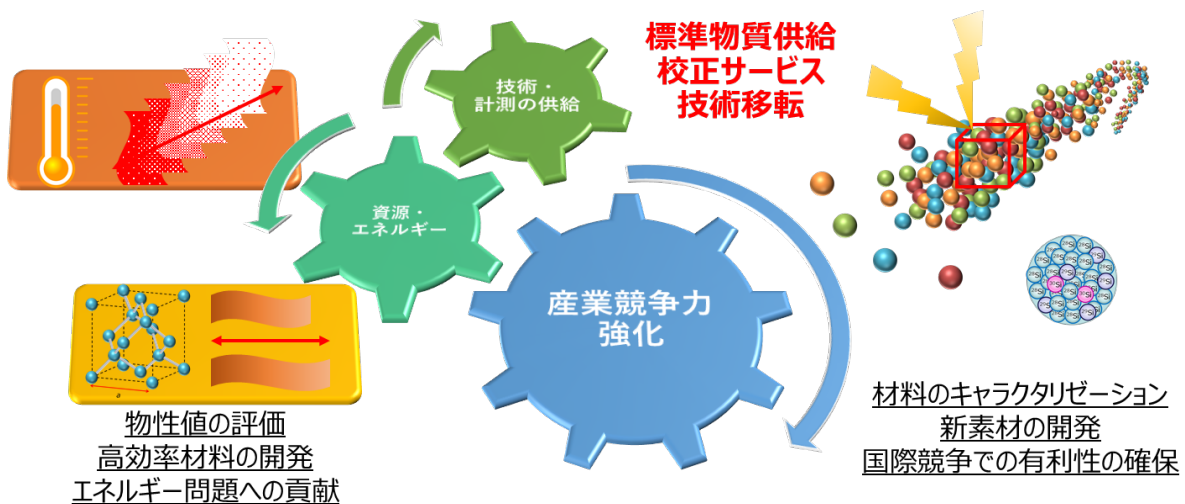 標準物質供給
校正サービス
技術移転
技術・
計測の供給
資源・
エネルギー
産業競争力
強化
a
物性値の評価
高効率材料の開発
エネルギー問題への貢献
材料のキャラクタリゼーション
新素材の開発
国際競争での有利性の確保